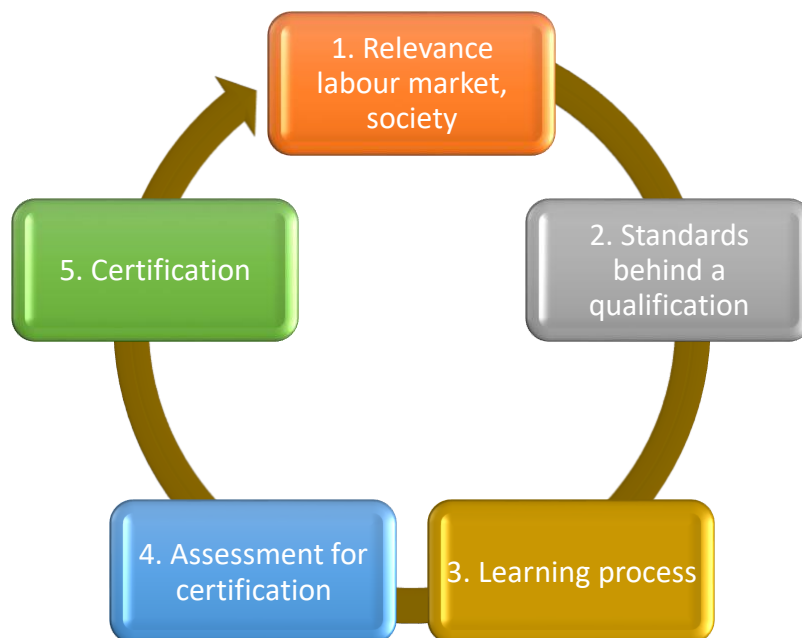 1. Relevance
labour market,
society
2. Standards
behind a
qualification
3. Learning process
4. Assessment for
certification
5. Certification